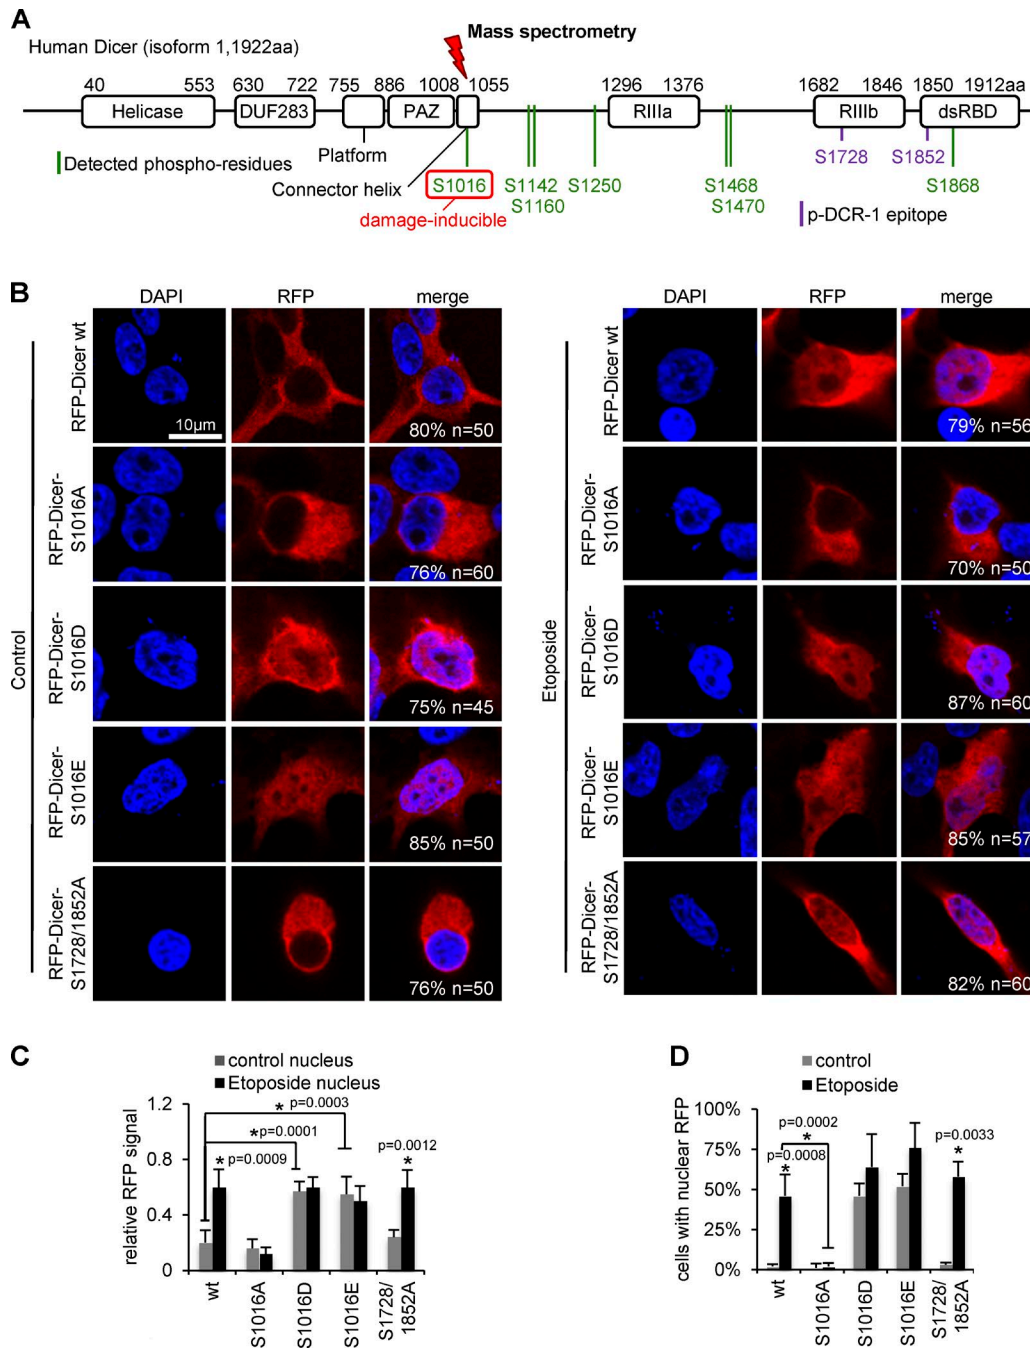 A
Human Dicer (isoform 1,1922aa)
Mass spectrometry
40 553 630 722 755 886 1008 1055 1296 1376 1682 1846 1850 1912aa
Helicase DUF283 PAZ RIIIa RIIIb dsRBD
Detected phospho-residues
Platform
Connector helix
S1016 S1142 S1250 S1468 S1728 S1852 S1868
S1160 S1470
damage-inducible
p-DCR-1 epitope
B
DAPI RFP merge
DAPI RFP merge
Control
RFP-Dicer wt
10µm
80% n=50
RFP-Dicer-
S1016A
76% n=60
RFP-Dicer-
S1016D
75% n=45
RFP-Dicer-
S1016E
85% n=50
RFP-Dicer-
S1728/1852A
76% n=50
Etoposide
RFP-Dicer wt
79% n=56
RFP-Dicer-
S1016A
70% n=50
RFP-Dicer-
S1016D
87% n=60
RFP-Dicer-
S1016E
85% n=57
RFP-Dicer-
S1728/1852A
82% n=60
C
control nucleus
Etoposide nucleus
relative RFP signal
1.2
0.8
0.4
0
* p=0.0003
*p=0.0001
* p=0.0009
p=0.0012
*
wt
S1016A
S1016D
S1016E
S1728/
1852A
D
control
Etoposide
cells with nuclear RFP
100%
75%
50%
25%
0%
p=0.0002
*
p=0.0008
*
p=0.0033
*
wt
S1016A
S1016D
S1016E
S1728/
1852A